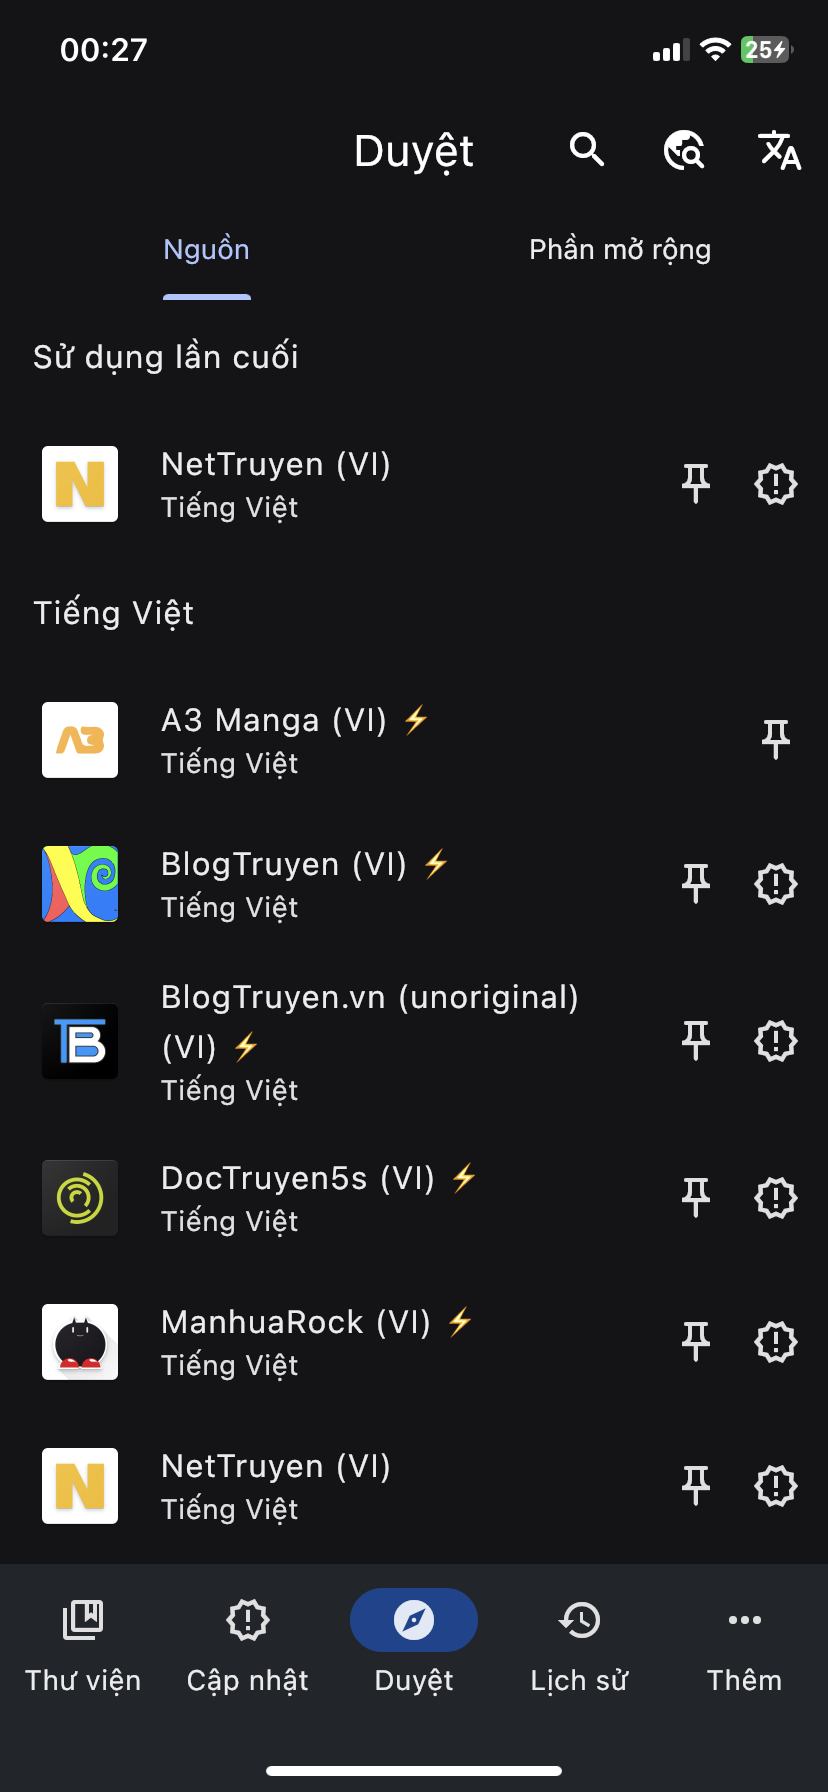 00:27
25
Duyệt
Nguồn
Phần mở rộng
Sử dụng lần cuối
N
NetTruyen (VI)
Tiếng Việt
Tiếng Việt
A3
A3 Manga (VI) ⚡
Tiếng Việt
BlogTruyen (VI) ⚡
Tiếng Việt
TB
BlogTruyen.vn (unoriginal)
(VI) ⚡
Tiếng Việt
DocTruyen5s (VI) ⚡
Tiếng Việt
ManhuaRock (VI) ⚡
Tiếng Việt
N
NetTruyen (VI)
Tiếng Việt
Thư viện
Cập nhật
Duyệt
Lịch sử
Thêm